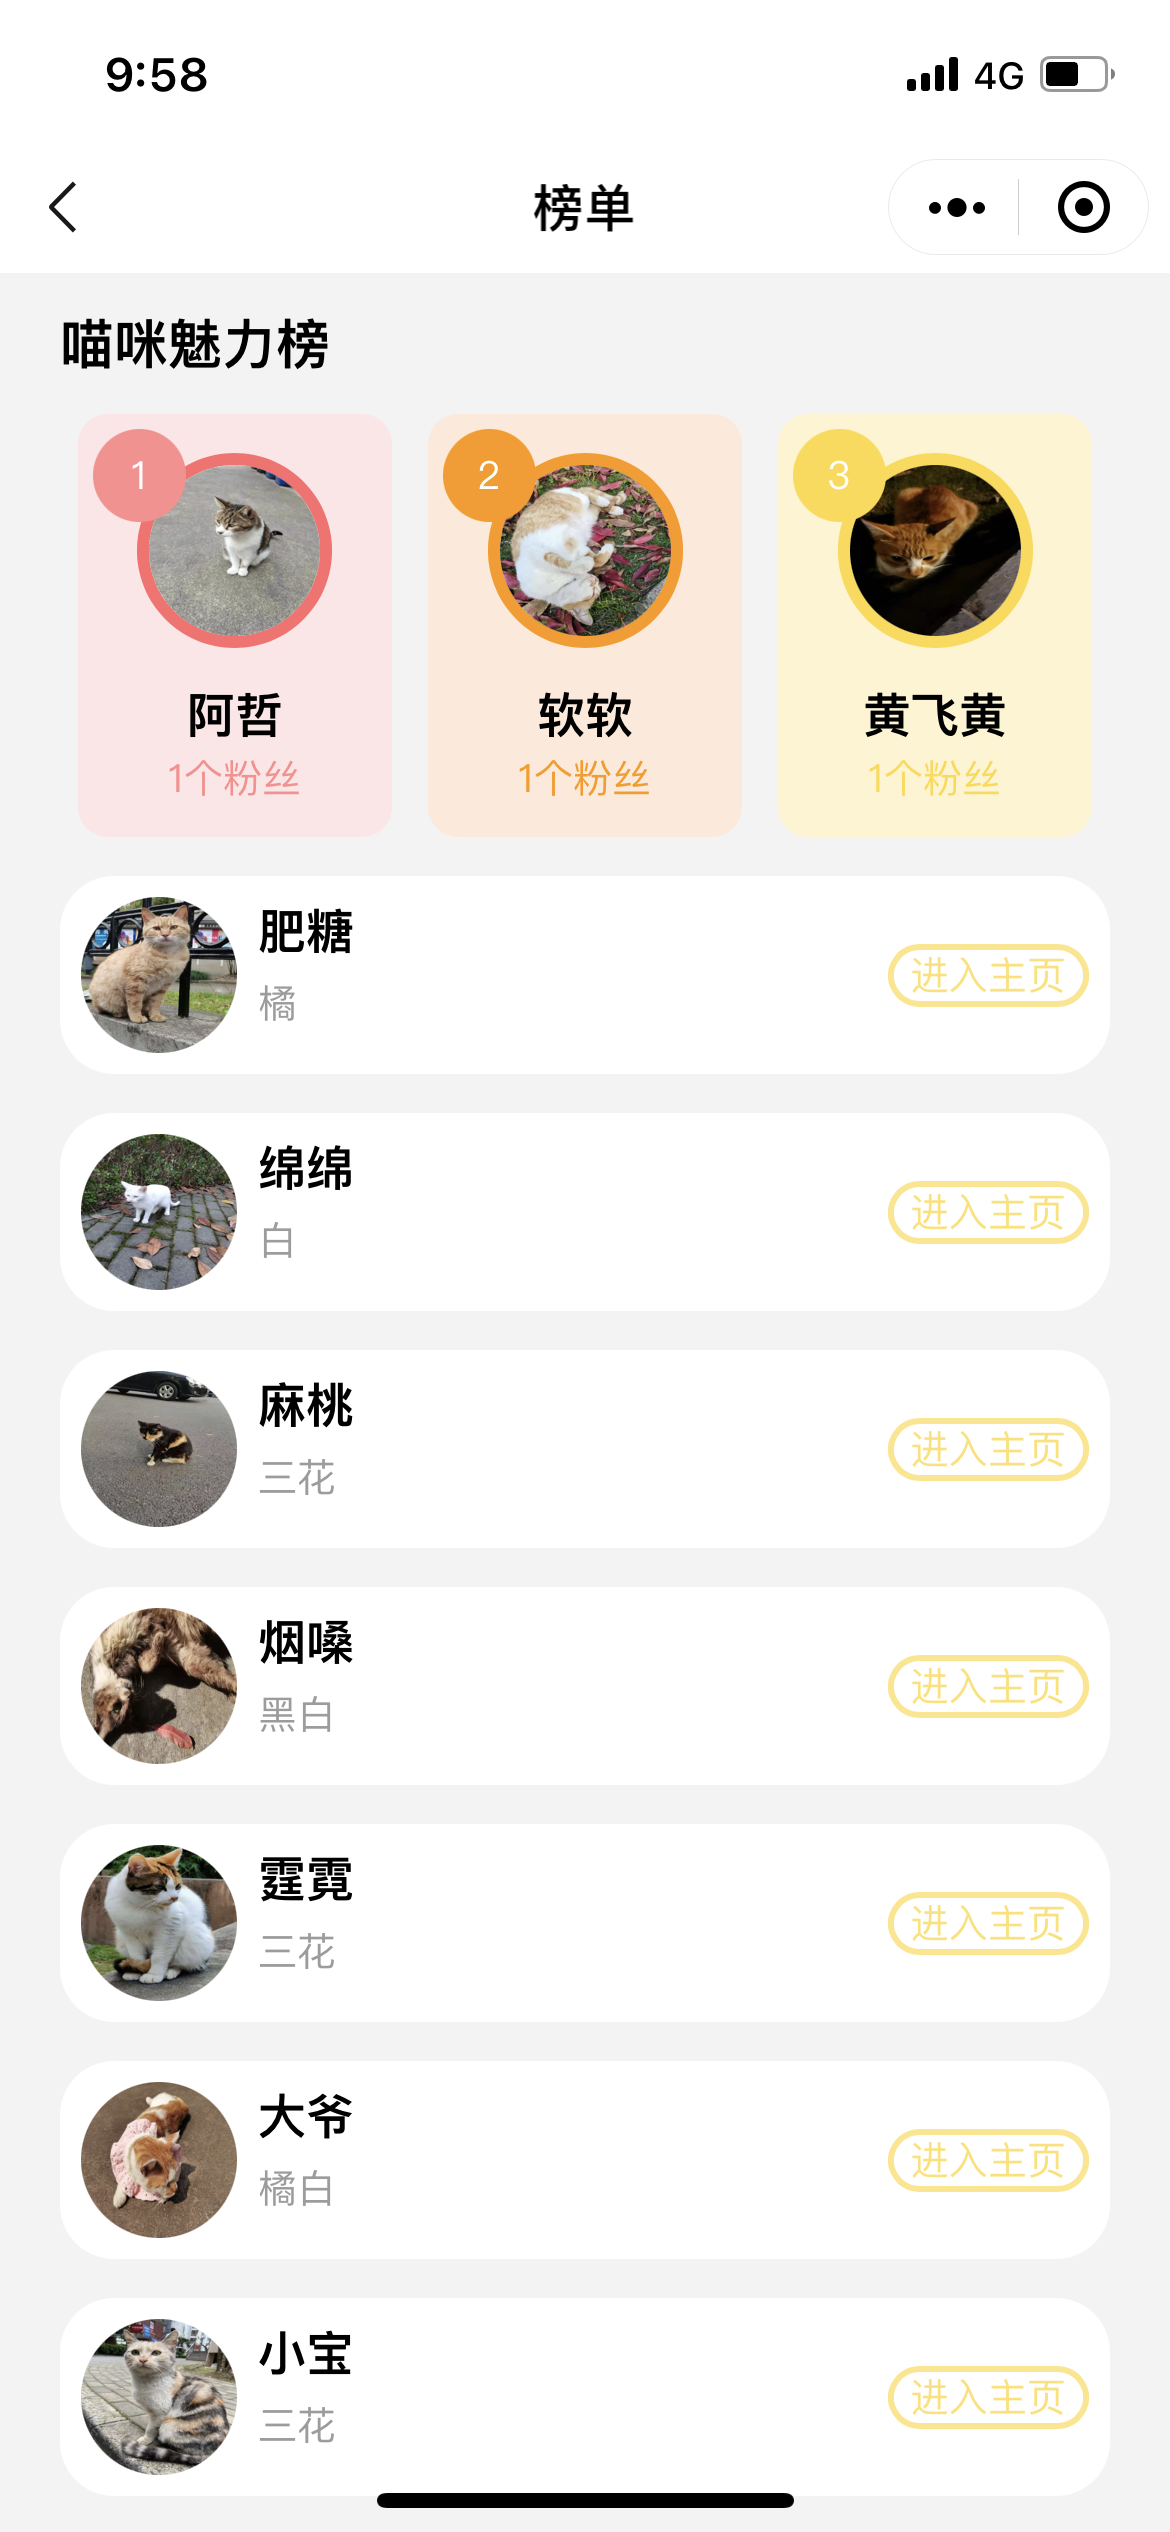 9:58
4G
榜单
喵咪魅力榜
1
2
3
阿哲
软软
黄飞黄
1个粉丝
1个粉丝
1个粉丝
肥糖
橘
进入主页
绵绵
白
进入主页
麻桃
三花
进入主页
烟嗓
黑白
进入主页
霆霓
三花
进入主页
大爷
橘白
进入主页
小宝
三花
进入主页